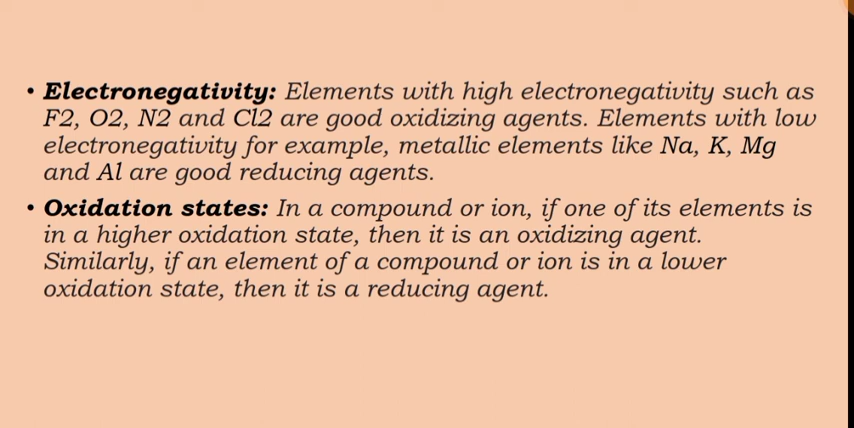 • Electronegativity: Elements with high electronegativity such as
F2, O2, N2 and Cl2 are good oxidizing agents. Elements with low
electronegativity for example, metallic elements like Na, K, Mg
and Al are good reducing agents.
• Oxidation states: In a compound or ion, if one of its elements is
in a higher oxidation state, then it is an oxidizing agent.
Similarly, if an element of a compound or ion is in a lower
oxidation state, then it is a reducing agent.